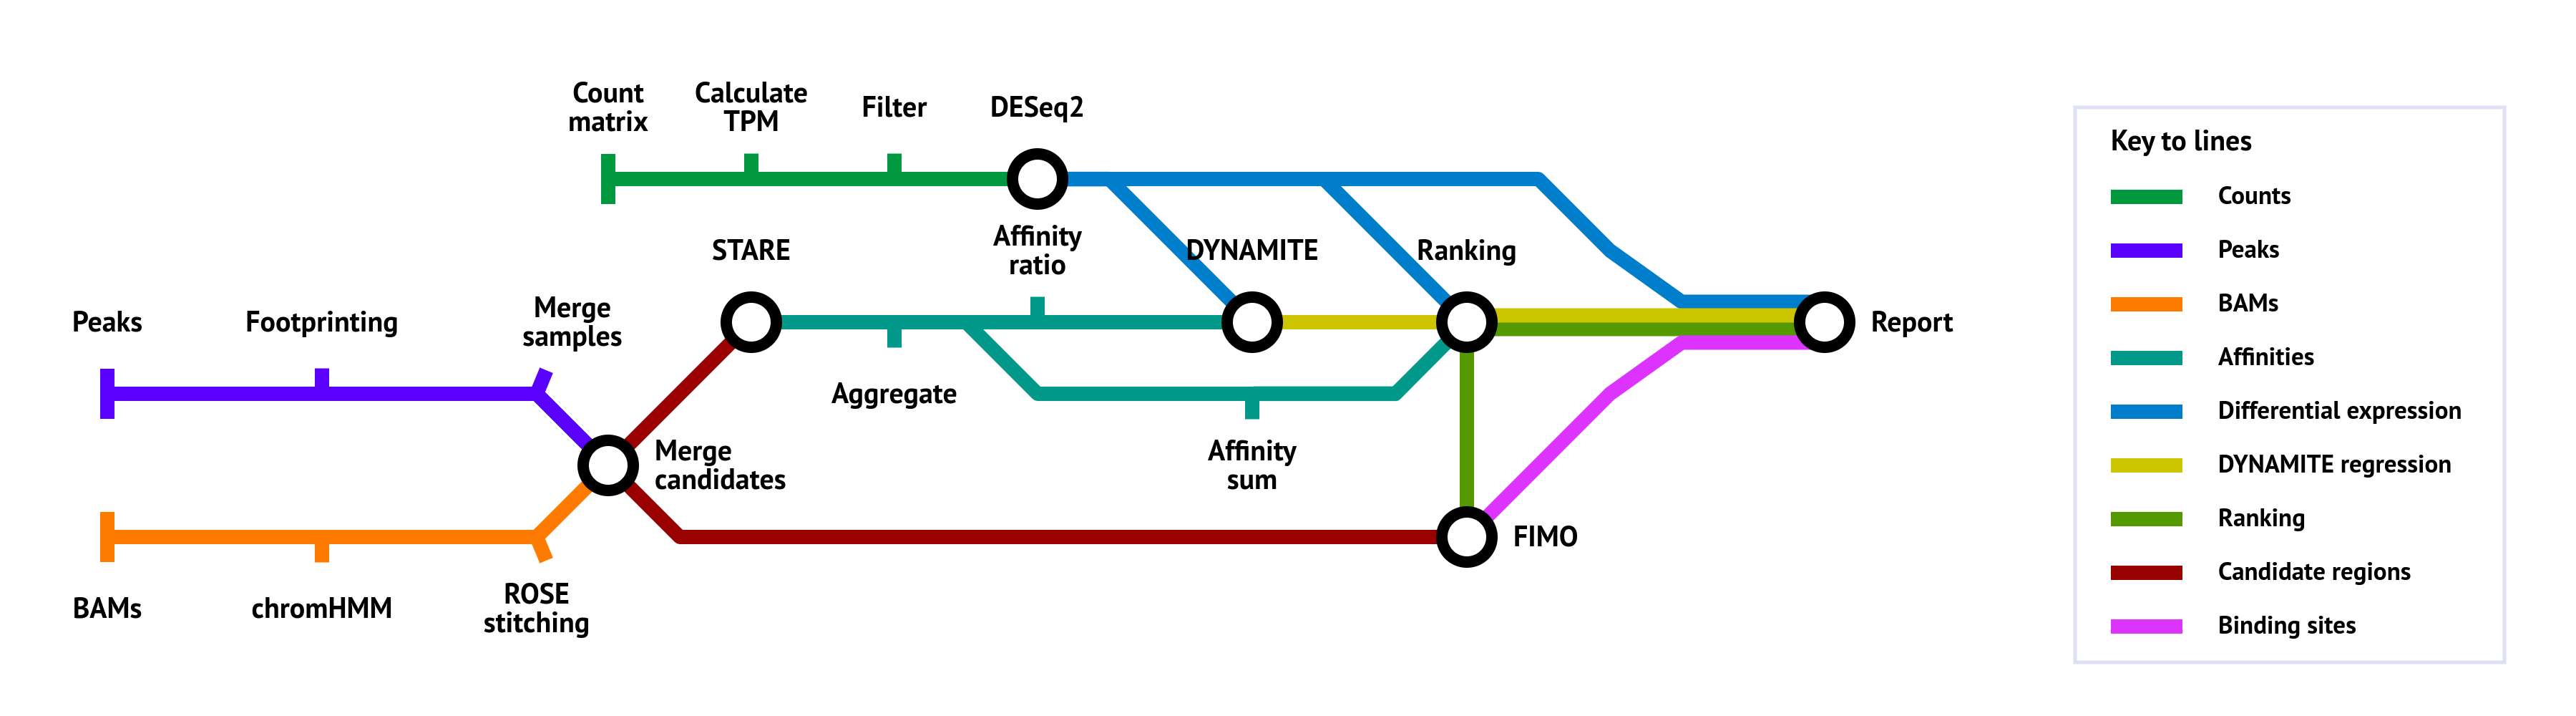 Count
matrix
Calculate
TPM
Filter
DESeq2
STARE
Affinity
ratio
DYNAMITE
Ranking
Peaks
Footprinting
Merge
samples
Report
Aggregate
Merge
candidates
Affinity
sum
FIMO
BAMs
chromHMM
ROSE
stitching
Key to lines
Counts
Peaks
BAMs
Affinities
Differential expression
DYNAMITE regression
Ranking
Candidate regions
Binding sites